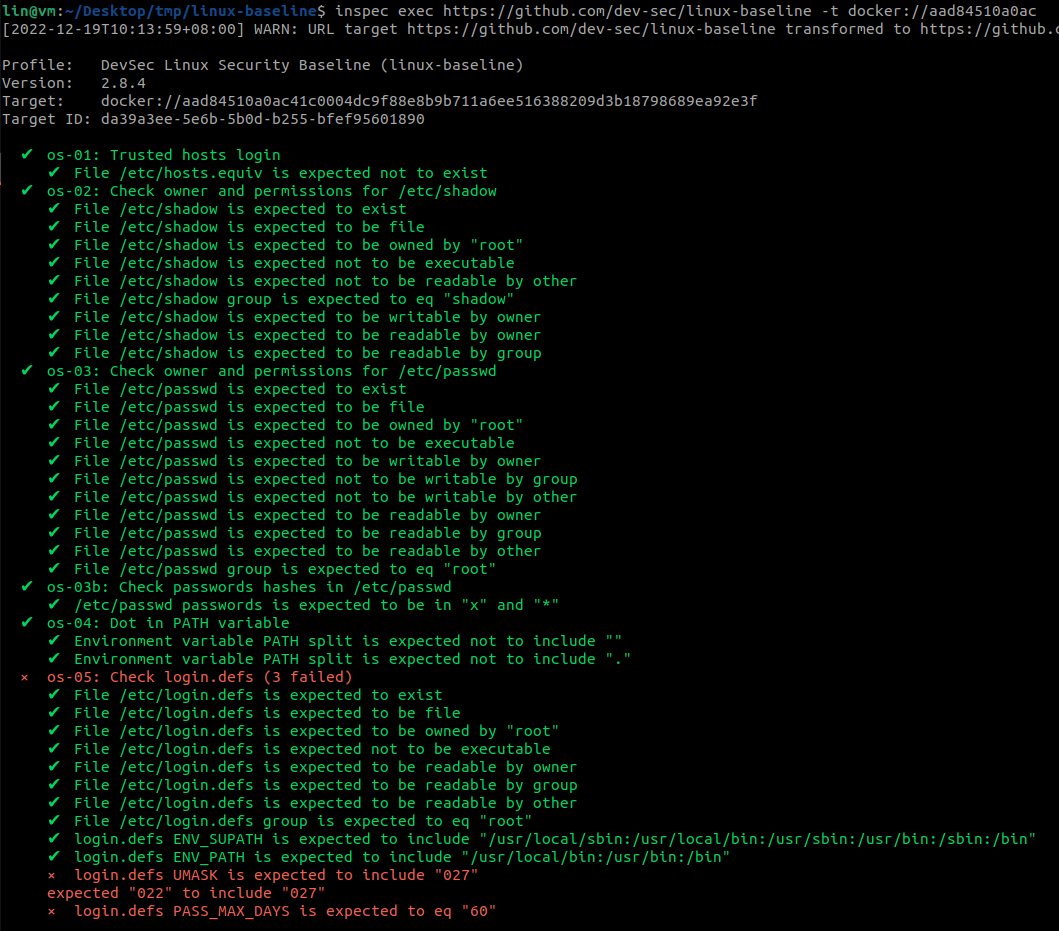 lin@vm:~/Desktop/tmp/linux-baseline$ inspec exec https://github.com/dev-sec/linux-baseline -t docker://aad84510a0ac
[2022-12-19T10:13:59+08:00] WARN: URL target https://github.com/dev-sec/linux-baseline transformed to https://github.
Profile:   DevSec Linux Security Baseline (linux-baseline)
Version:   2.8.4
Target:    docker://aad84510a0ac41c0004dc9f88e8b9b711a6ee516388209d3b18798689ea92e3f
Target ID: da39a3ee-5e6b-5b0d-b255-bfef95601890
✔ os-01: Trusted hosts login
✔ File /etc/hosts.equiv is expected not to exist
✔ os-02: Check owner and permissions for /etc/shadow
✔ File /etc/shadow is expected to exist
✔ File /etc/shadow is expected to be file
✔ File /etc/shadow is expected to be owned by "root"
✔ File /etc/shadow is expected not to be executable
✔ File /etc/shadow is expected not to be readable by other
✔ File /etc/shadow group is expected to eq "shadow"
✔ File /etc/shadow is expected to be writable by owner
✔ File /etc/shadow is expected to be readable by owner
✔ File /etc/shadow is expected to be readable by group
✔ os-03: Check owner and permissions for /etc/passwd
✔ File /etc/passwd is expected to exist
✔ File /etc/passwd is expected to be file
✔ File /etc/passwd is expected to be owned by "root"
✔ File /etc/passwd is expected not to be executable
✔ File /etc/passwd is expected to be writable by owner
✔ File /etc/passwd is expected not to be writable by group
✔ File /etc/passwd is expected not to be writable by other
✔ File /etc/passwd is expected to be readable by owner
✔ File /etc/passwd is expected to be readable by group
✔ File /etc/passwd is expected to be readable by other
✔ File /etc/passwd group is expected to eq "root"
✔ os-03b: Check passwords hashes in /etc/passwd
✔ /etc/passwd passwords is expected to be in "x" and "*"
✔ os-04: Dot in PATH variable
✔ Environment variable PATH split is expected not to include ""
✔ Environment variable PATH split is expected not to include "."
× os-05: Check login.defs (3 failed)
✔ File /etc/login.defs is expected to exist
✔ File /etc/login.defs is expected to be file
✔ File /etc/login.defs is expected to be owned by "root"
✔ File /etc/login.defs is expected not to be executable
✔ File /etc/login.defs is expected to be readable by owner
✔ File /etc/login.defs is expected to be readable by group
✔ File /etc/login.defs is expected to be readable by other
✔ File /etc/login.defs group is expected to eq "root"
✔ login.defs ENV_SUPATH is expected to include "/usr/local/sbin:/usr/local/bin:/usr/sbin:/usr/bin:/sbin:/bin"
✔ login.defs ENV_PATH is expected to include "/usr/local/bin:/usr/bin:/bin"
× login.defs UMASK is expected to include "027"
expected "022" to include "027"
× login.defs PASS_MAX_DAYS is expected to eq "60"